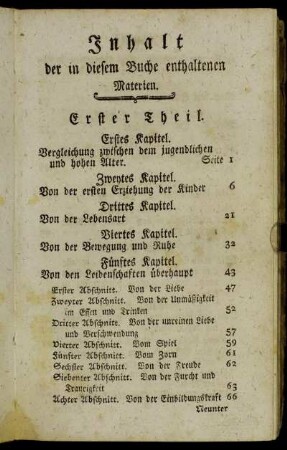 Inhalt
der in diesem Buche enthaltenen
Materien.
Erster Theil.
Erstes Kapitel.
Vergleichung zwischen dem jugendlichen
und hohen Alter. Seite 1
Zweytes Kapitel.
Von der ersten Erziehung der Kinder 6
Drittes Kapitel.
Von der Lebensart 21
Viertes Kapitel.
Von der Bewegung und Ruhe 32
Fünftes Kapitel.
Von den Leidenschaften überhaupt 43
Erster Abschnitt. Von der Liebe 47
Zweyter Abschnitt. Von der Unmäßigkeit
im Essen und Trinken 52
Dritter Abschnitt. Von der unreinen Liebe
und Verschwendung 57
Vierter Abschnitt. Vom Spiel 59
Fünfter Abschnitt. Vom Zorn 61
Sechster Abschnitt. Von der Freude 62
Siebenter Abschnitt. Von der Furcht und
Traurigkeit 63
Achter Abschnitt. Von der Einbildungskraft 66
Neunter